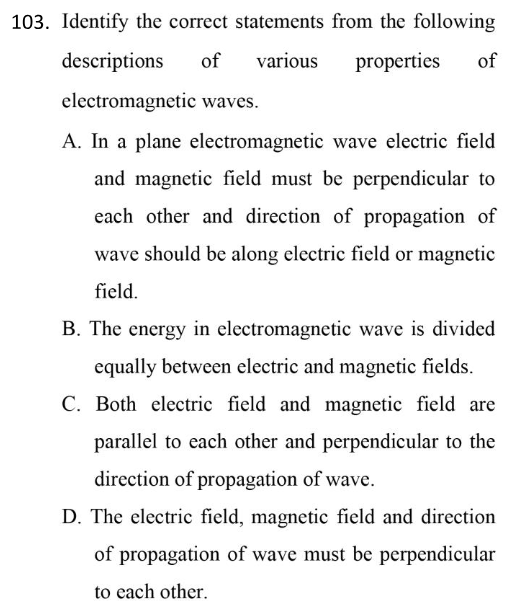 103. Identify the correct statements from the following
descriptions of various properties of
electromagnetic waves.
A. In a plane electromagnetic wave electric field
and magnetic field must be perpendicular to
each other and direction of propagation of
wave should be along electric field or magnetic
field.
B. The energy in electromagnetic wave is divided
equally between electric and magnetic fields.
C. Both electric field and magnetic field are
parallel to each other and perpendicular to the
direction of propagation of wave.
D. The electric field, magnetic field and direction
of propagation of wave must be perpendicular
to each other.